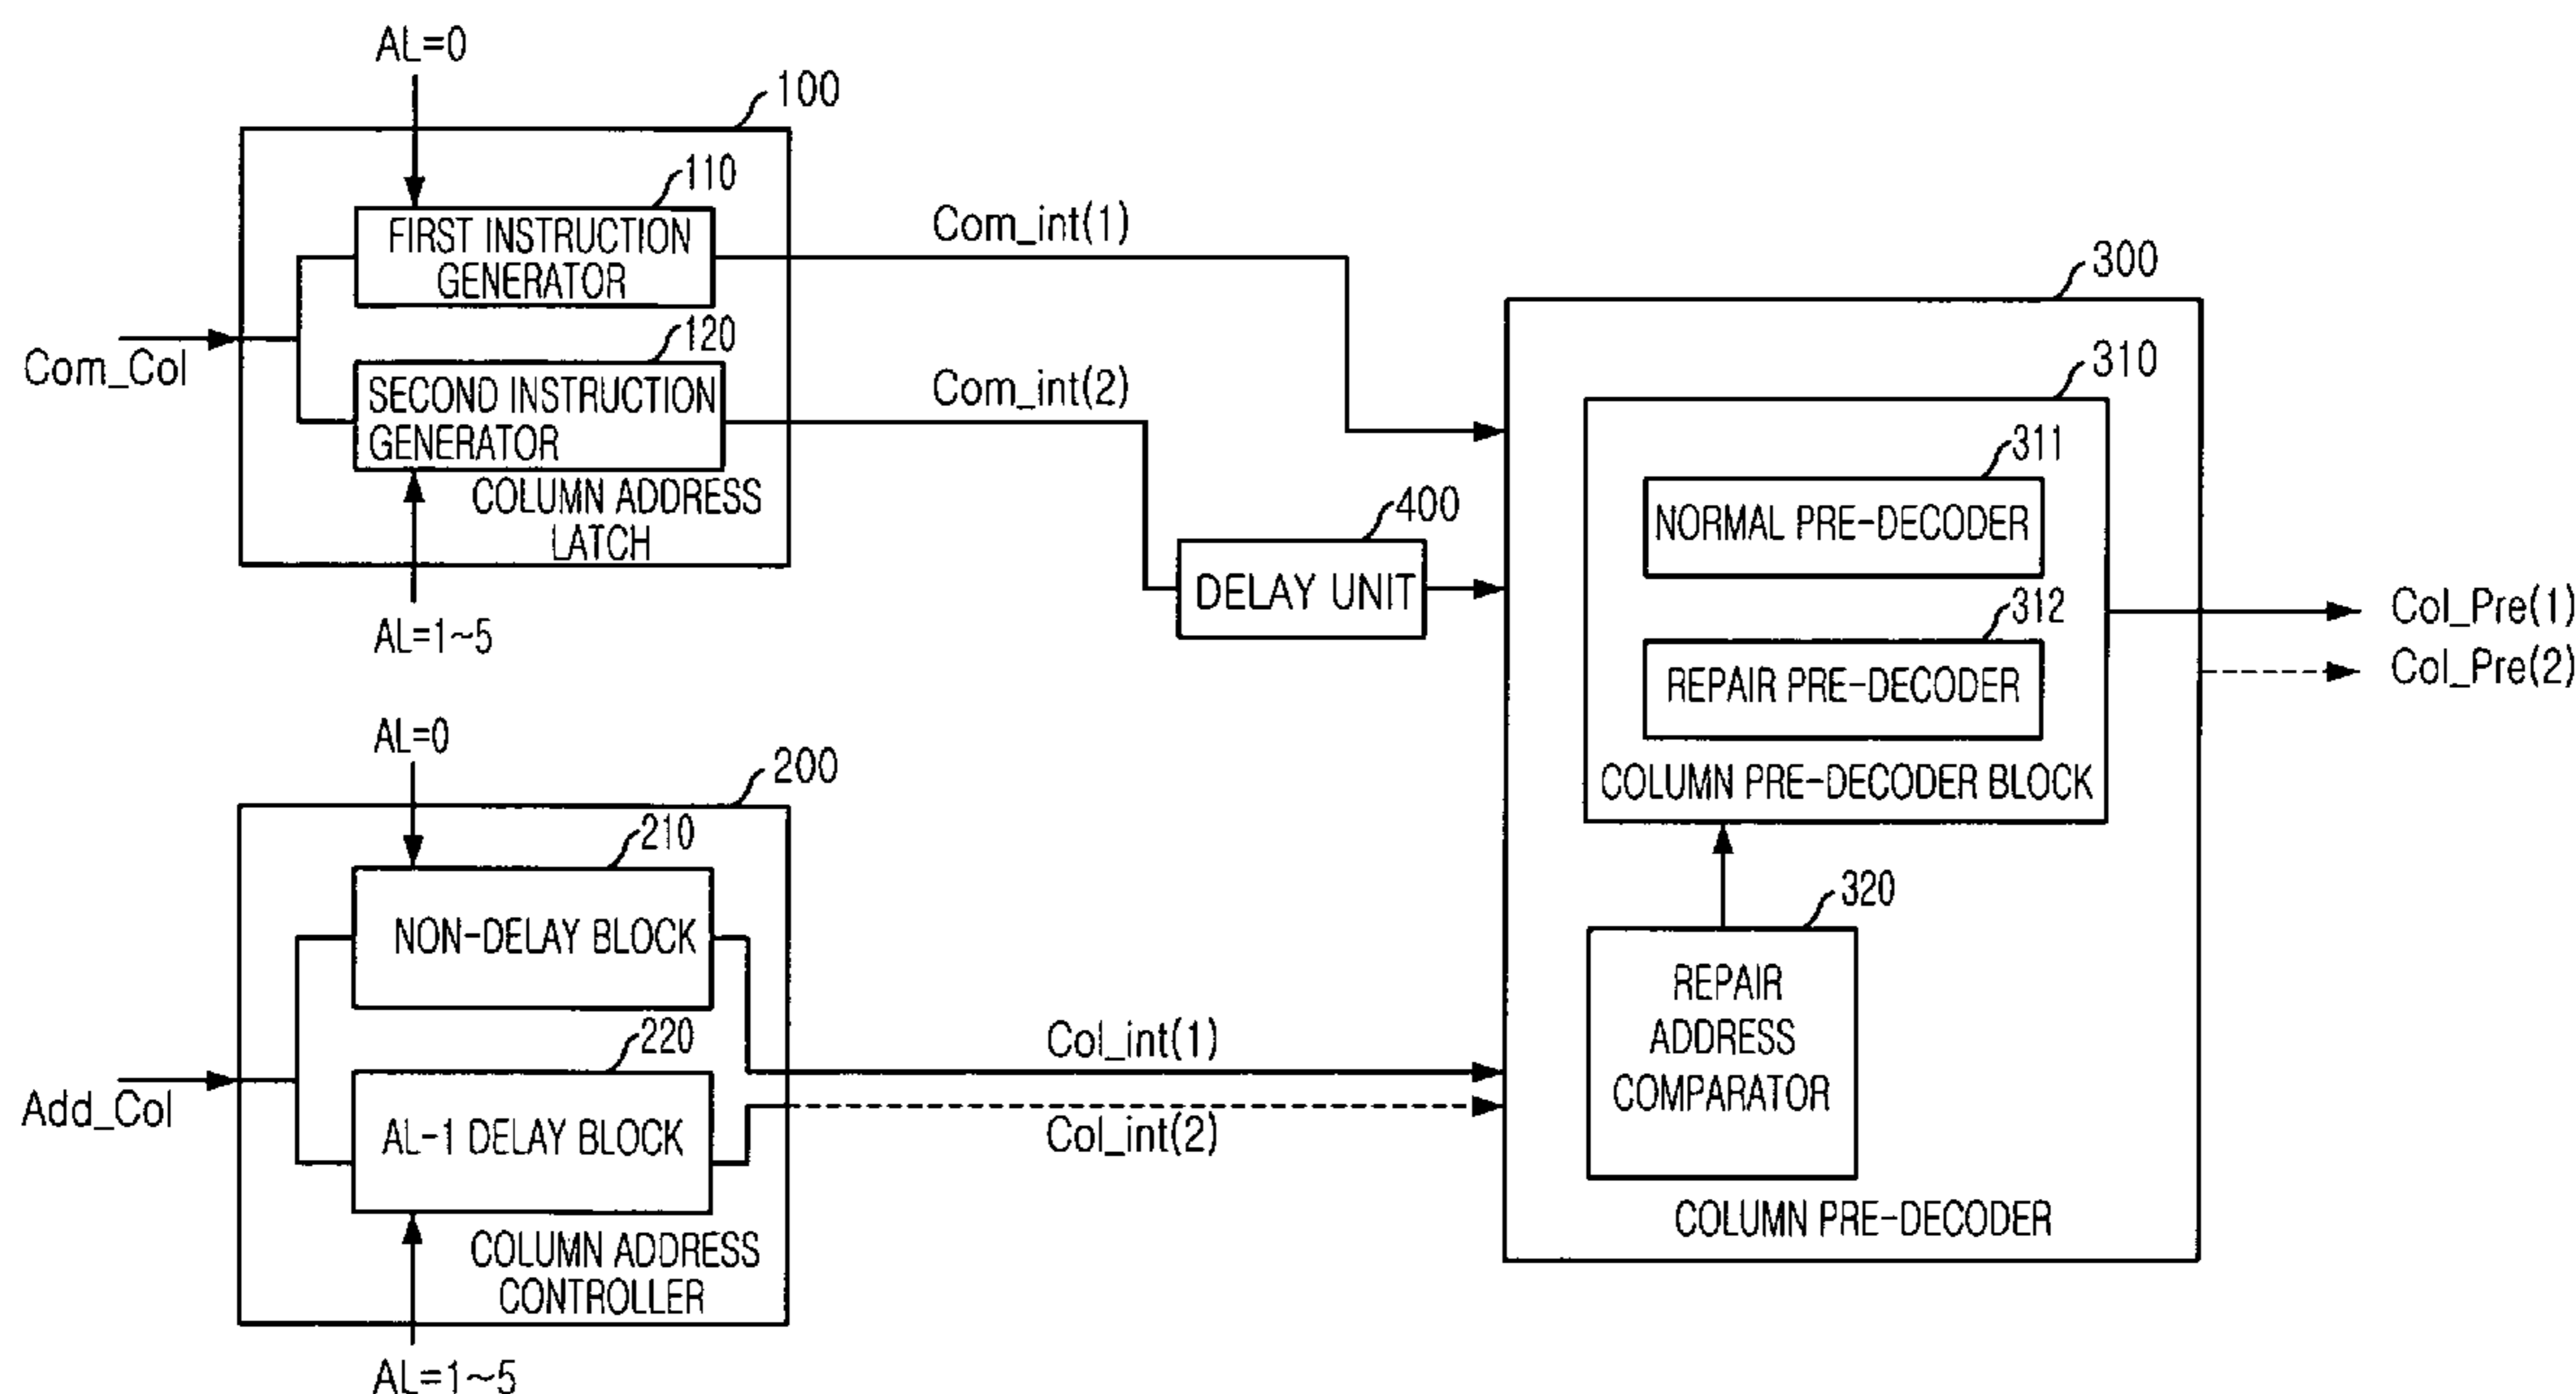 AL=0
100
110
FIRST INSTRUCTION
GENERATOR
Com_int(1)
Com_Col
120
SECOND INSTRUCTION
GENERATOR
Com_int(2)
COLUMN ADDRESS
LATCH
AL=1~5
400
DELAY UNIT
300
310
311
NORMAL PRE-DECODER
312
REPAIR PRE-DECODER
COLUMN PRE-DECODER BLOCK
Col_Pre(1)
Col_Pre(2)
AL=0
200
210
NON-DELAY BLOCK
Add_Col
220
AL-1 DELAY BLOCK
COLUMN ADDRESS
CONTROLLER
AL=1~5
Col_int(1)
Col_int(2)
320
REPAIR
ADDRESS
COMPARATOR
COLUMN PRE-DECODER